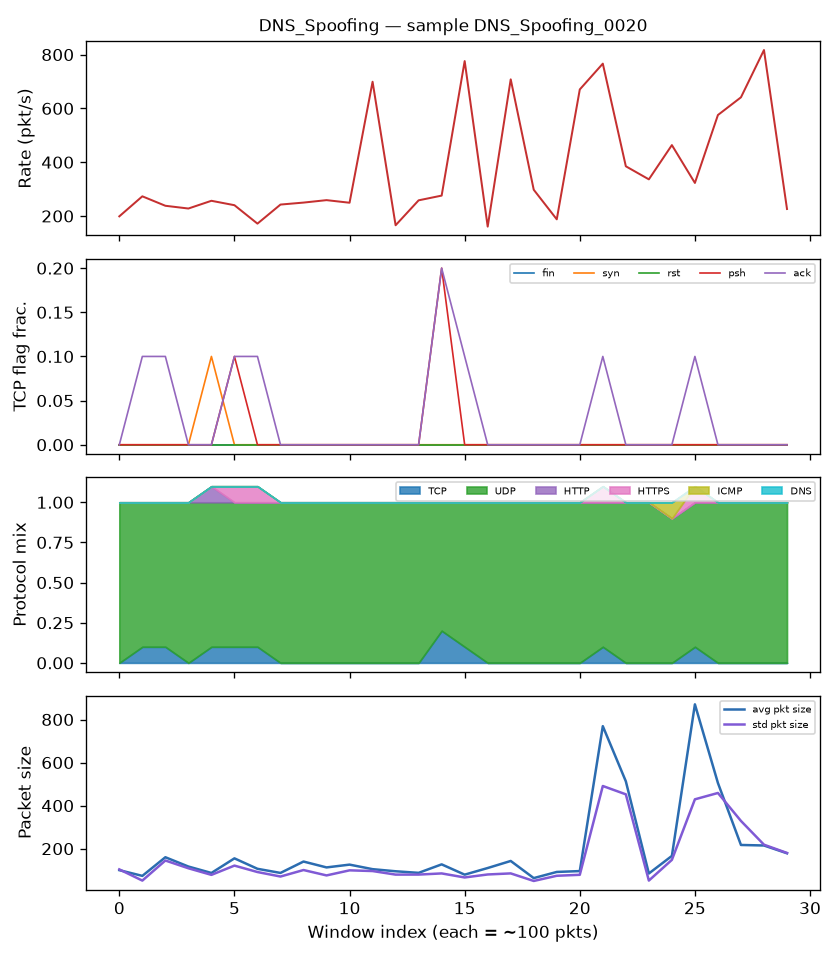 DNS_Spoofing — sample DNS_Spoofing_0020
800
600
400
200
Rate (pkt/s)
0.20
0.15
0.10
0.05
0.00
TCP flag frac.
fin syn rst psh ack
1.00
0.75
0.50
0.25
0.00
Protocol mix
TCP UDP HTTP HTTPS ICMP DNS
800
600
400
200
Packet size
avg pkt size
std pkt size
0 5 10 15 20 25 30
Window index (each = ~100 pkts)